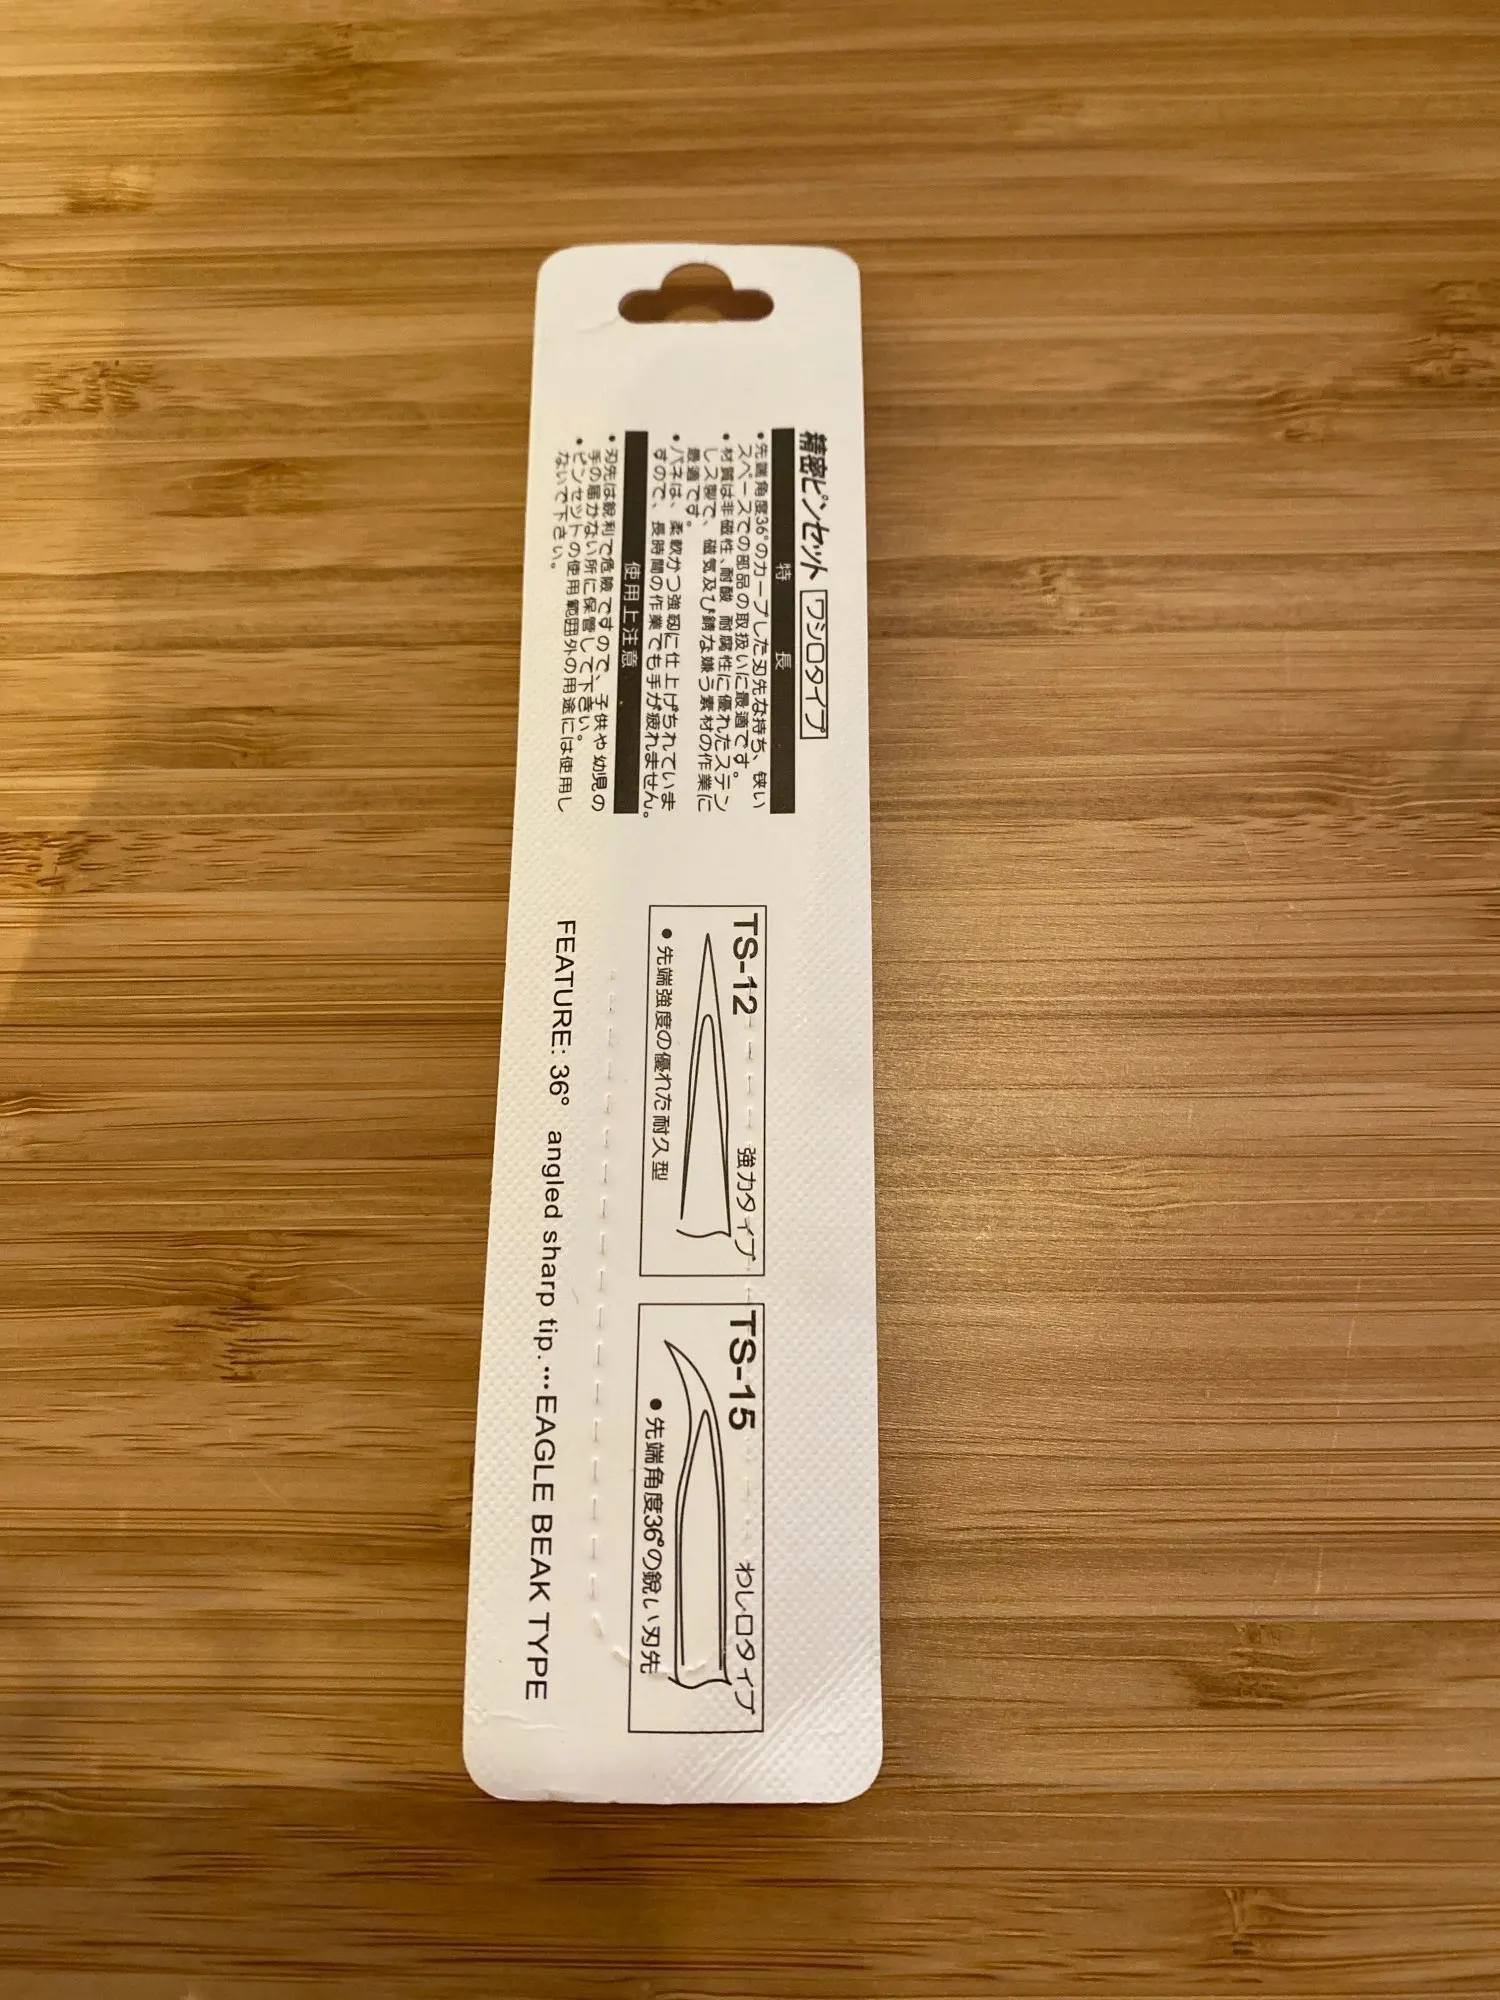 精密ピンセット ワシロタイプ
特 長
• 先端角度36°のカーブした刃先な持ち、狭い
スペースでの部品の取扱いに最適です。
• 材質は非磁性、耐酸 耐腐性に優れたステン
レス製で、磁気及び錆な嫌う素材の作業に
最適です。
• バネは、柔軟かつ強靭に仕上げちれていま
すので、長時間の作業でも手が疲れません。
使用上注意
• 刃先は鋭利で危険ですので、子供や幼児の
手の届かない所に保管して下きい。
• ピンセットの使用範囲外の用途には使用し
ないで下さい。
TS-12 強力タイプ
● 先端強度の優れた耐久型
TS-15 わし口タイプ
● 先端角度36°の鋭い刃先
FEATURE: 36° angled sharp tip.···EAGLE BEAK TYPE